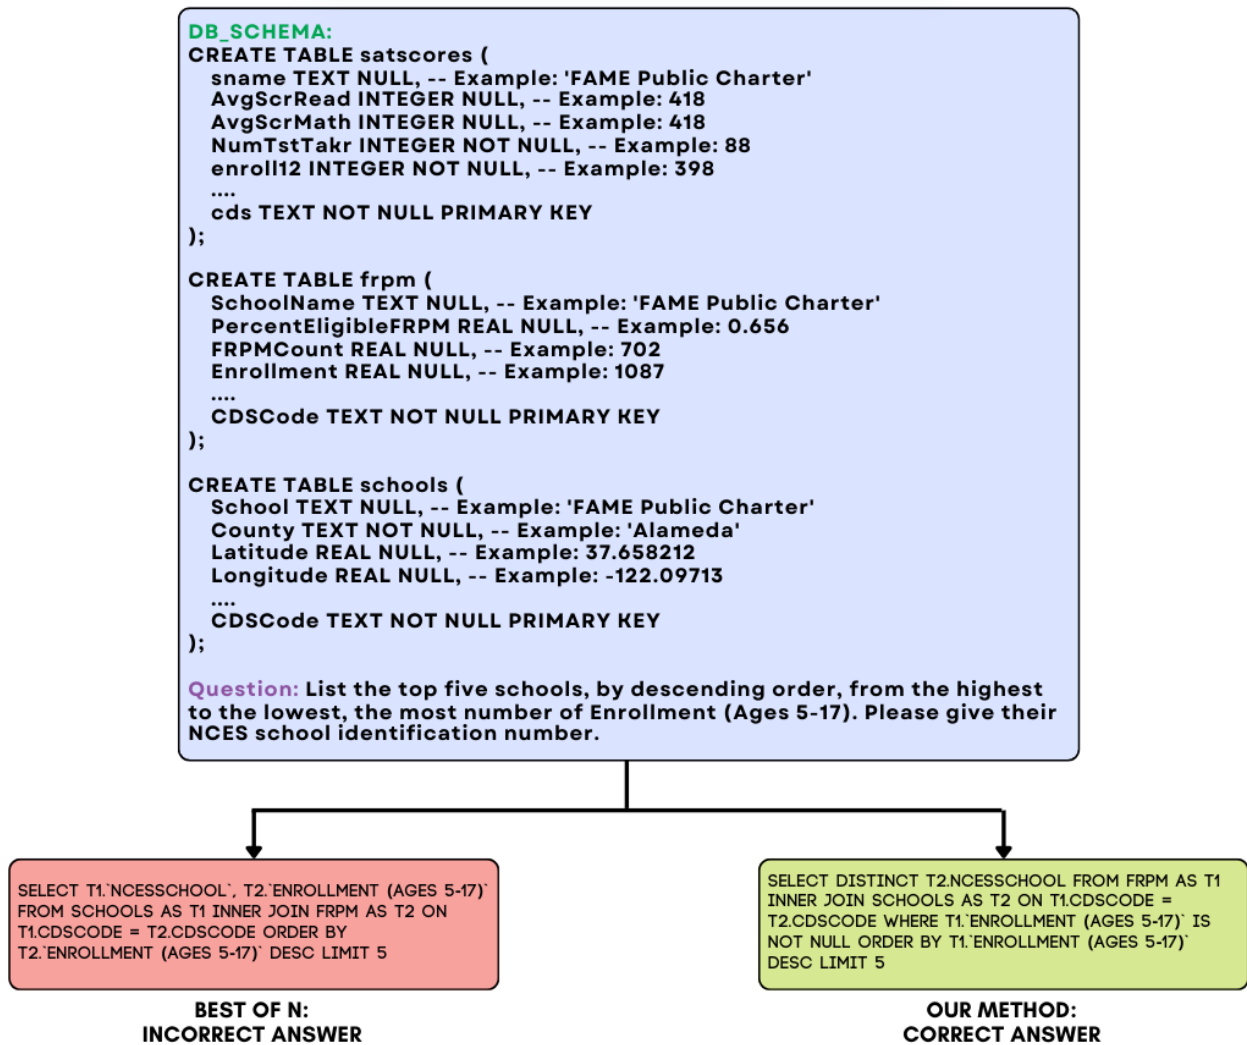 DB_SCHEMA:
CREATE TABLE satscores (
sname TEXT NULL, -- Example: 'FAME Public Charter'
AvgScrRead INTEGER NULL, -- Example: 418
AvgScrMath INTEGER NULL, -- Example: 418
NumTstTakr INTEGER NOT NULL, -- Example: 88
enroll12 INTEGER NOT NULL, -- Example: 398
....
cds TEXT NOT NULL PRIMARY KEY
);
CREATE TABLE frpm (
SchoolName TEXT NULL, -- Example: 'FAME Public Charter'
PercentEligibleFRPM REAL NULL, -- Example: 0.656
FRPMCount REAL NULL, -- Example: 702
Enrollment REAL NULL, -- Example: 1087
....
CDSCode TEXT NOT NULL PRIMARY KEY
);
CREATE TABLE schools (
School TEXT NULL, -- Example: 'FAME Public Charter'
County TEXT NOT NULL, -- Example: 'Alameda'
Latitude REAL NULL, -- Example: 37.658212
Longitude REAL NULL, -- Example: -122.09713
....
CDSCode TEXT NOT NULL PRIMARY KEY
);
Question: List the top five schools, by descending order, from the highest
to the lowest, the most number of Enrollment (Ages 5-17). Please give their
NCES school identification number.
SELECT T1.`NCESSCHOOL`, T2.`ENROLLMENT (AGES 5-17)`
FROM SCHOOLS AS T1 INNER JOIN FRPM AS T2 ON
T1.CDSCODE = T2.CDSCODE ORDER BY
T2.`ENROLLMENT (AGES 5-17)` DESC LIMIT 5
BEST OF N:
INCORRECT ANSWER
SELECT DISTINCT T2.NCESSCHOOL FROM FRPM AS T1
INNER JOIN SCHOOLS AS T2 ON T1.CDSCODE =
T2.CDSCODE WHERE T1.`ENROLLMENT (AGES 5-17)` IS
NOT NULL ORDER BY T1.`ENROLLMENT (AGES 5-17)`
DESC LIMIT 5
OUR METHOD:
CORRECT ANSWER